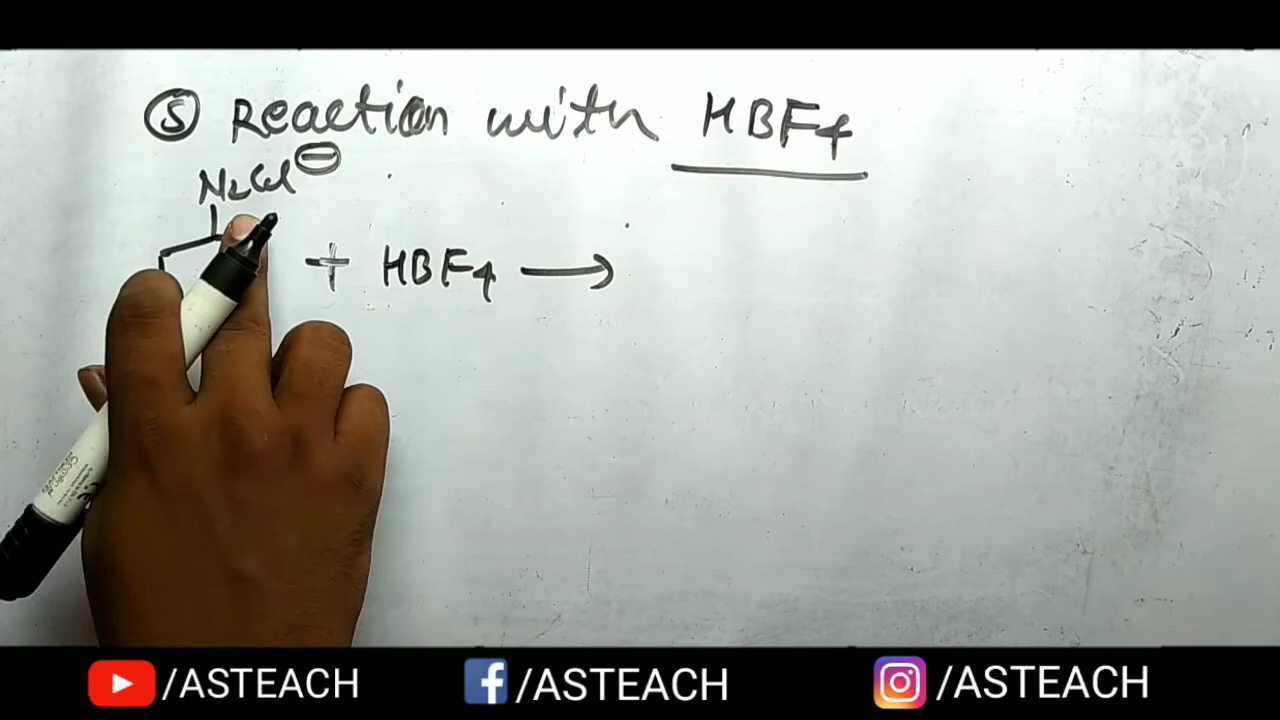 ⑤ Reaction with HBF4
N2Cl⊖
+ HBF4 →
/ASTEACH /ASTEACH /ASTEACH